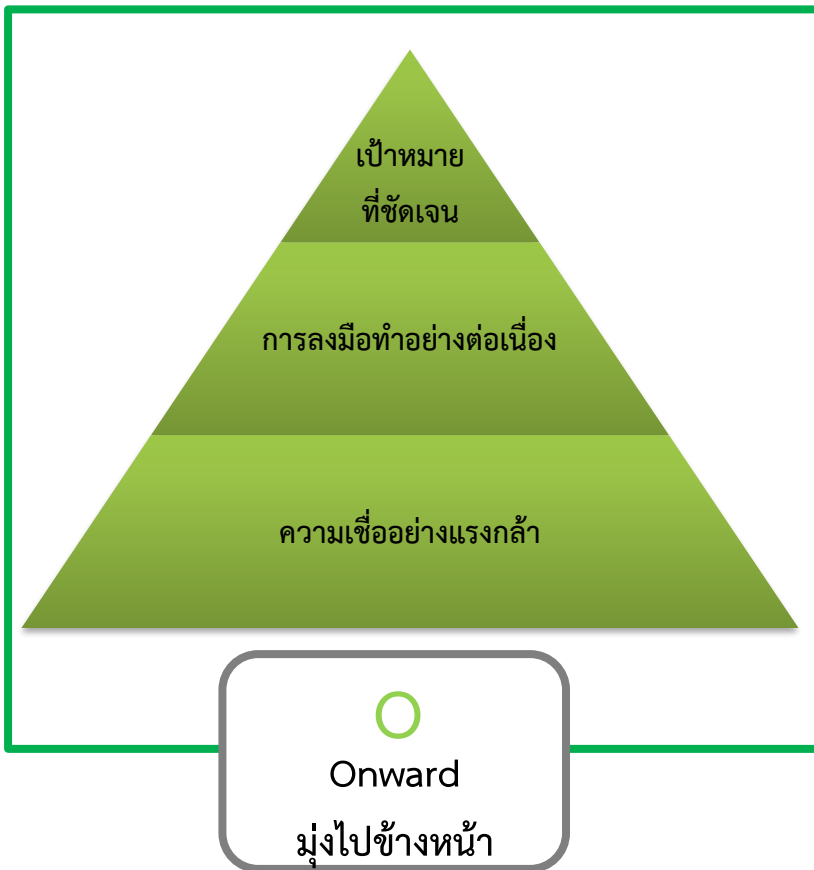 เป้าหมาย
ที่ชัดเจน
การลงมือทำอย่างต่อเนื่อง
ความเชื่ออย่างแรงกล้า
O
Onward
มุ่งไปข้างหน้า